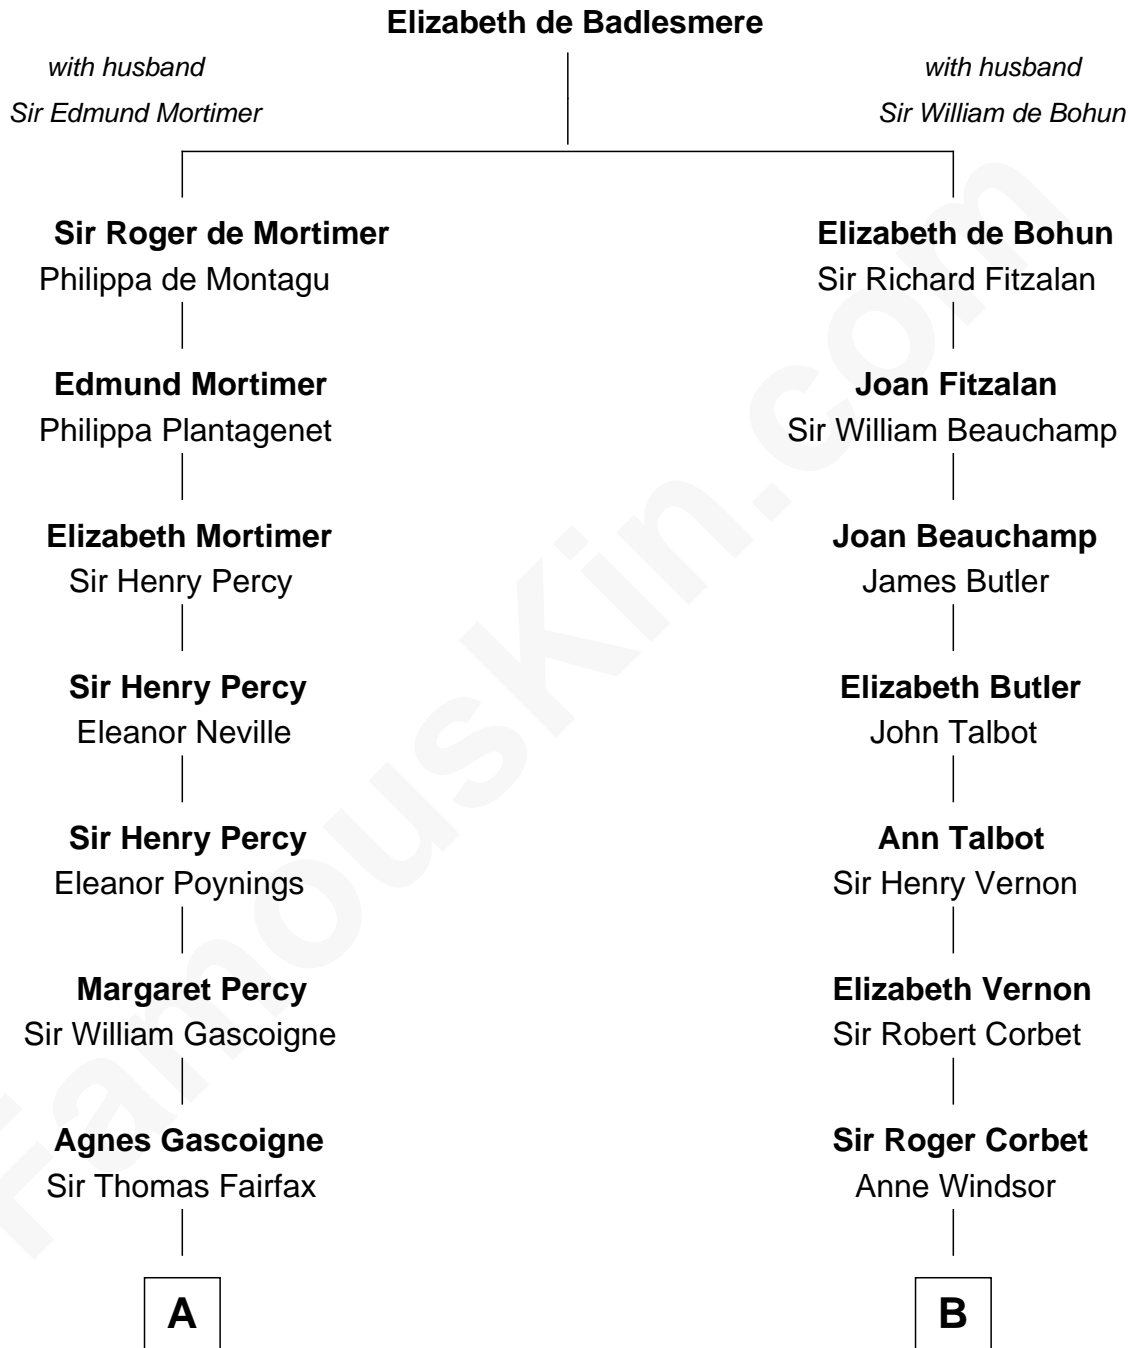 Elizabeth de Badlesmere
with husband
Sir Edmund Mortimer
with husband
Sir William de Bohun
Sir Roger de Mortimer
Philippa de Montagu
Elizabeth de Bohun
Sir Richard Fitzalan
Edmund Mortimer
Philippa Plantagenet
Joan Fitzalan
Sir William Beauchamp
Elizabeth Mortimer
Sir Henry Percy
Joan Beauchamp
James Butler
Sir Henry Percy
Eleanor Neville
Elizabeth Butler
John Talbot
Sir Henry Percy
Eleanor Poynings
Ann Talbot
Sir Henry Vernon
Margaret Percy
Sir William Gascoigne
Elizabeth Vernon
Sir Robert Corbet
Agnes Gascoigne
Sir Thomas Fairfax
Sir Roger Corbet
Anne Windsor
A
B
FamousKin.com